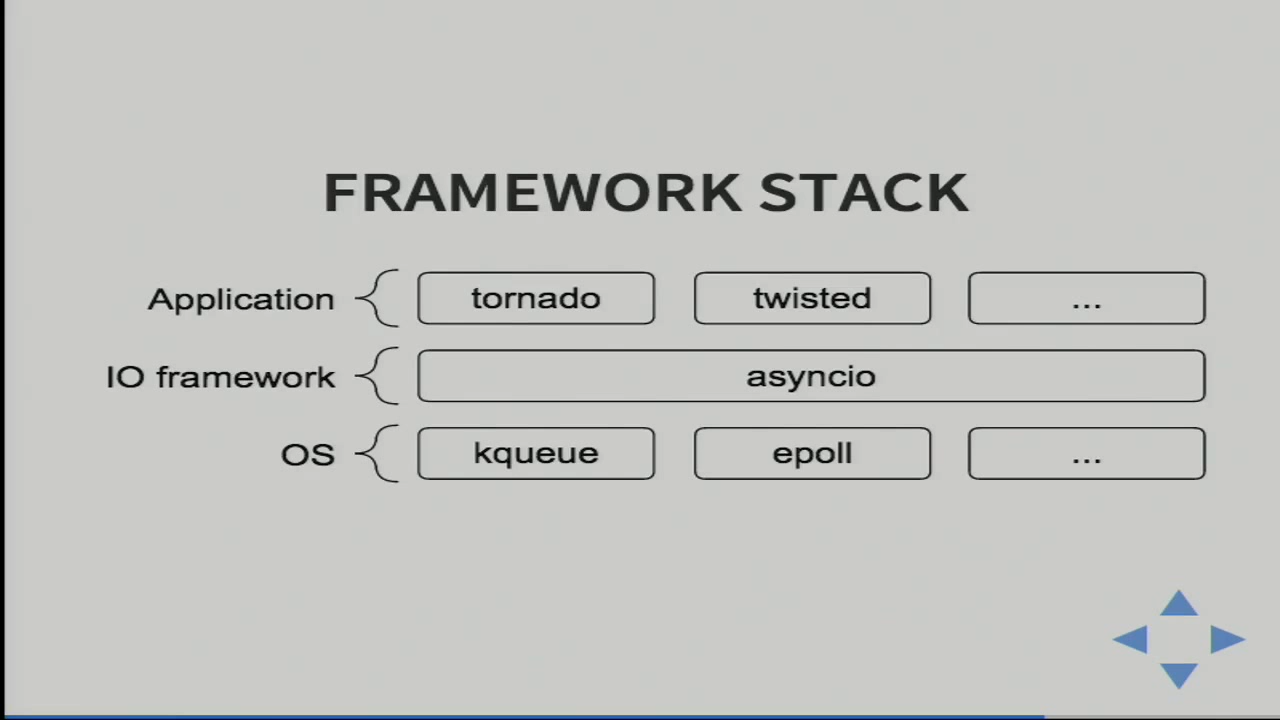 FRAMEWORK STACK
Application tornado twisted ...
IO framework asyncio
OS kqueue epoll ...